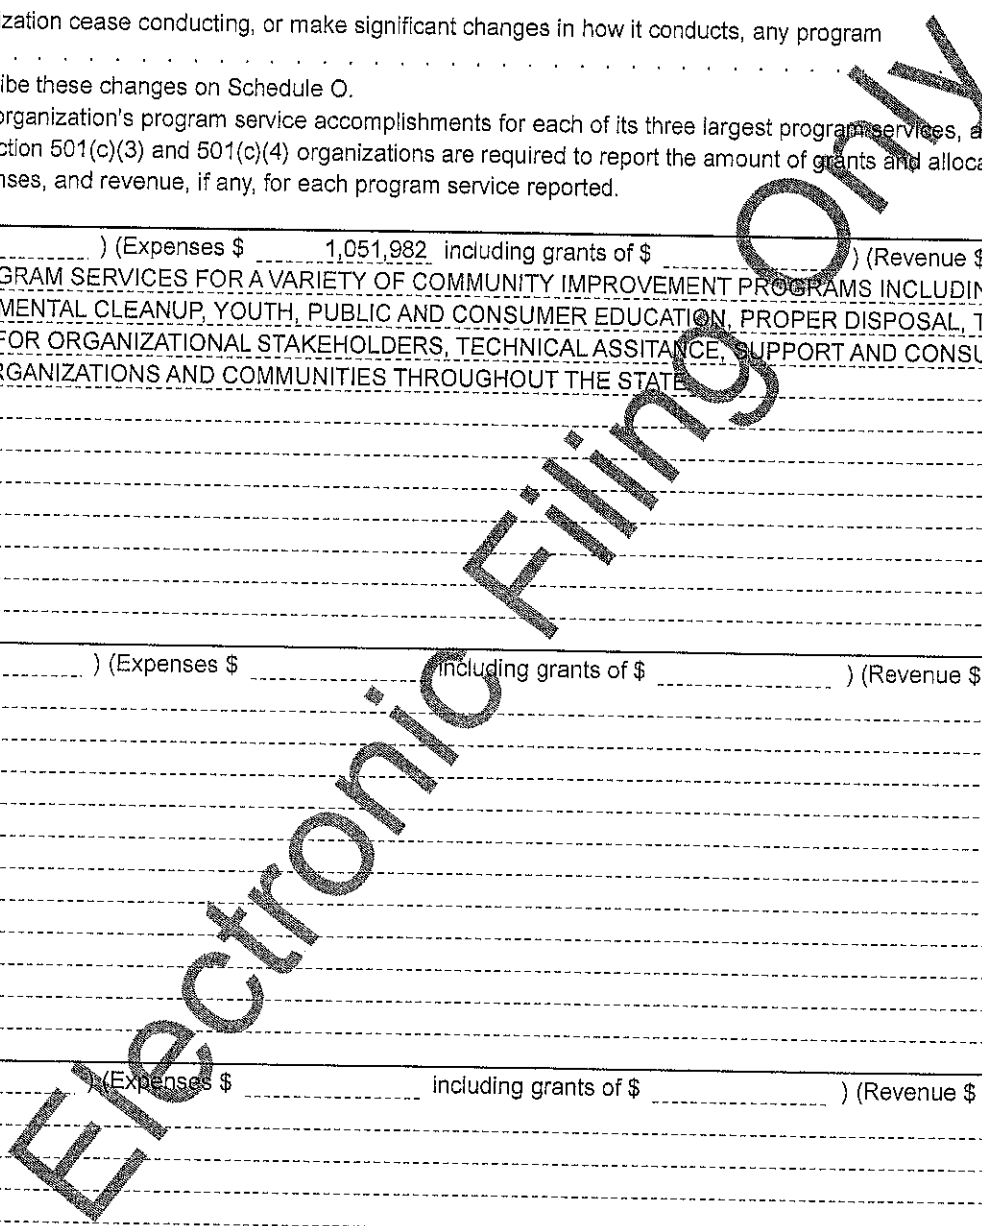 ization cease conducting, or make significant changes in how it conducts, any program
ibe these changes on Schedule O.
organization's program service accomplishments for each of its three largest program services, a
ction 501(c)(3) and 501(c)(4) organizations are required to report the amount of grants and alloca
nses, and revenue, if any, for each program service reported.
) (Expenses $ 1,051,982 including grants of $ ) (Revenue $
GRAM SERVICES FOR A VARIETY OF COMMUNITY IMPROVEMENT PROGRAMS INCLUDIN
MENTAL CLEANUP, YOUTH, PUBLIC AND CONSUMER EDUCATION, PROPER DISPOSAL, T
FOR ORGANIZATIONAL STAKEHOLDERS, TECHNICAL ASSITANCE, SUPPORT AND CONSU
RGANIZATIONS AND COMMUNITIES THROUGHOUT THE STATE
) (Expenses $ including grants of $ ) (Revenue $
) (Expenses $ including grants of $ ) (Revenue $
Electronic Filing Only